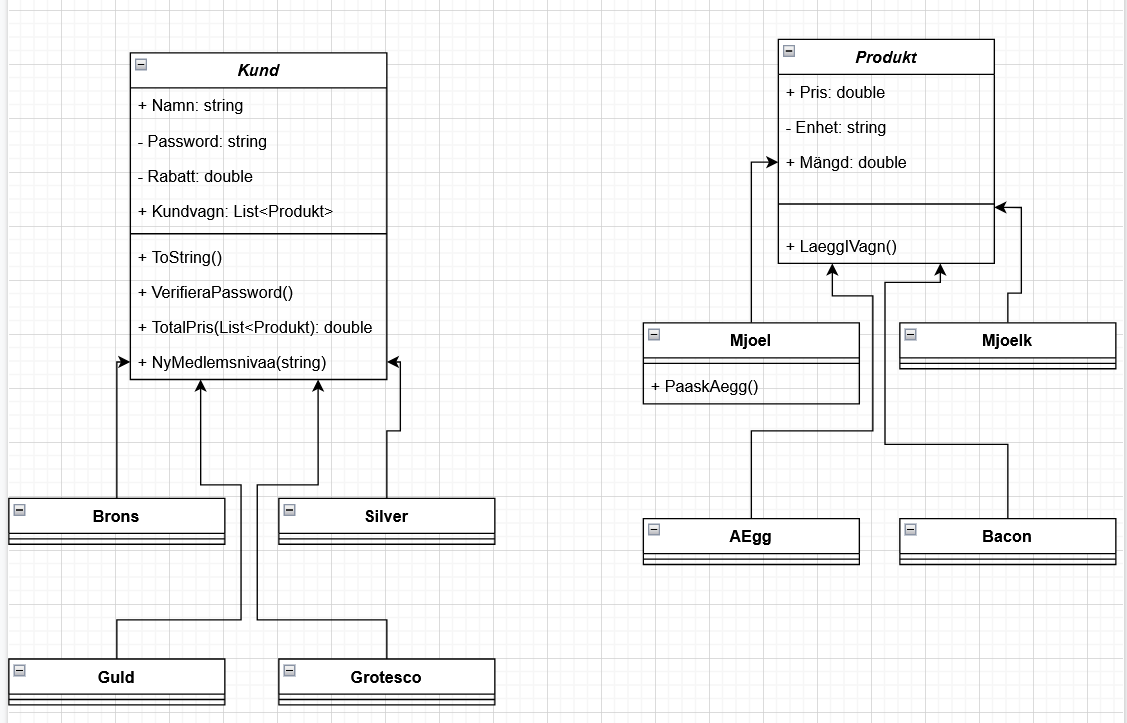 Kund
+ Namn: string
- Password: string
- Rabatt: double
+ Kundvagn: List<Produkt>
+ ToString()
+ VerifieraPassword()
+ TotalPris(List<Produkt): double
+ NyMedlemsnivaa(string)
Brons
Silver
Guld
Grotesco
Produkt
+ Pris: double
- Enhet: string
+ Mängd: double
+ LaeggIVagn()
Mjoel
+ PaaskAegg()
Mjoelk
AEgg
Bacon